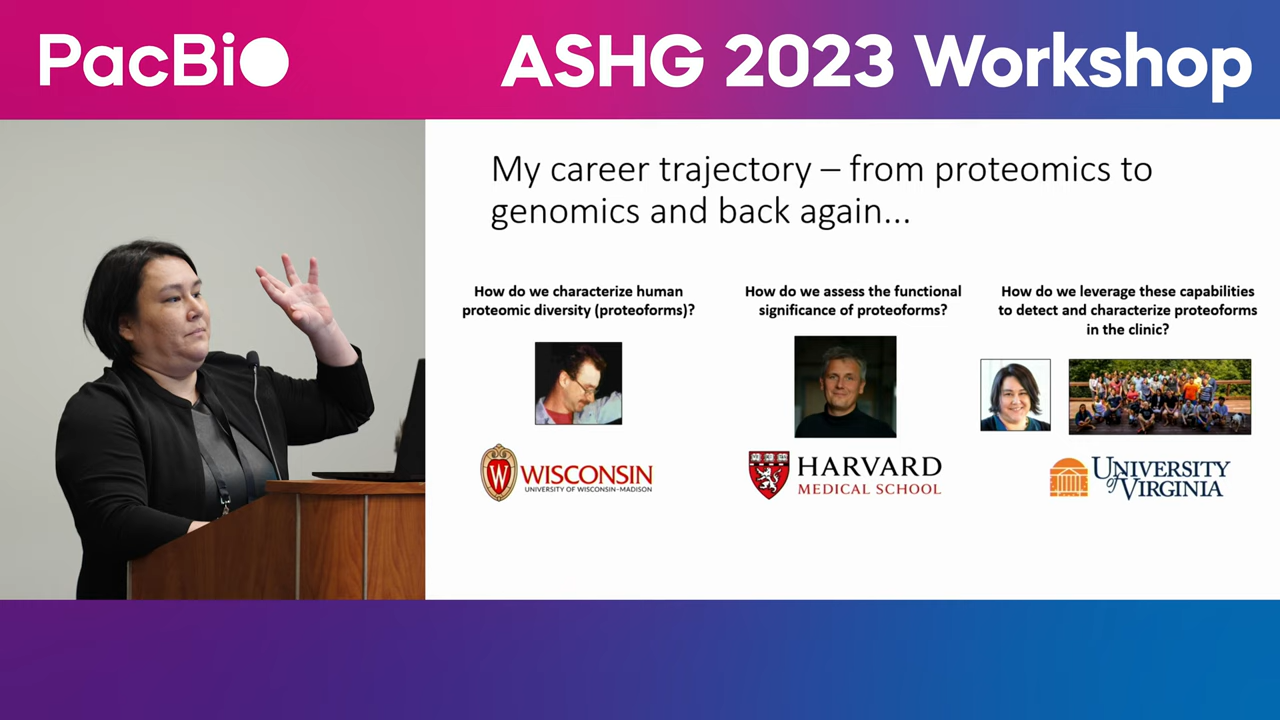 PacBio
ASHG 2023 Workshop
My career trajectory – from proteomics to
genomics and back again...
How do we characterize human
proteomic diversity (proteoforms)?
How do we assess the functional
significance of proteoforms?
How do we leverage these capabilities
to detect and characterize proteoforms
in the clinic?
W
WISCONSIN
UNIVERSITY OF WISCONSIN-MADISON
HARVARD
MEDICAL SCHOOL
UNIVERSITY
of VIRGINIA